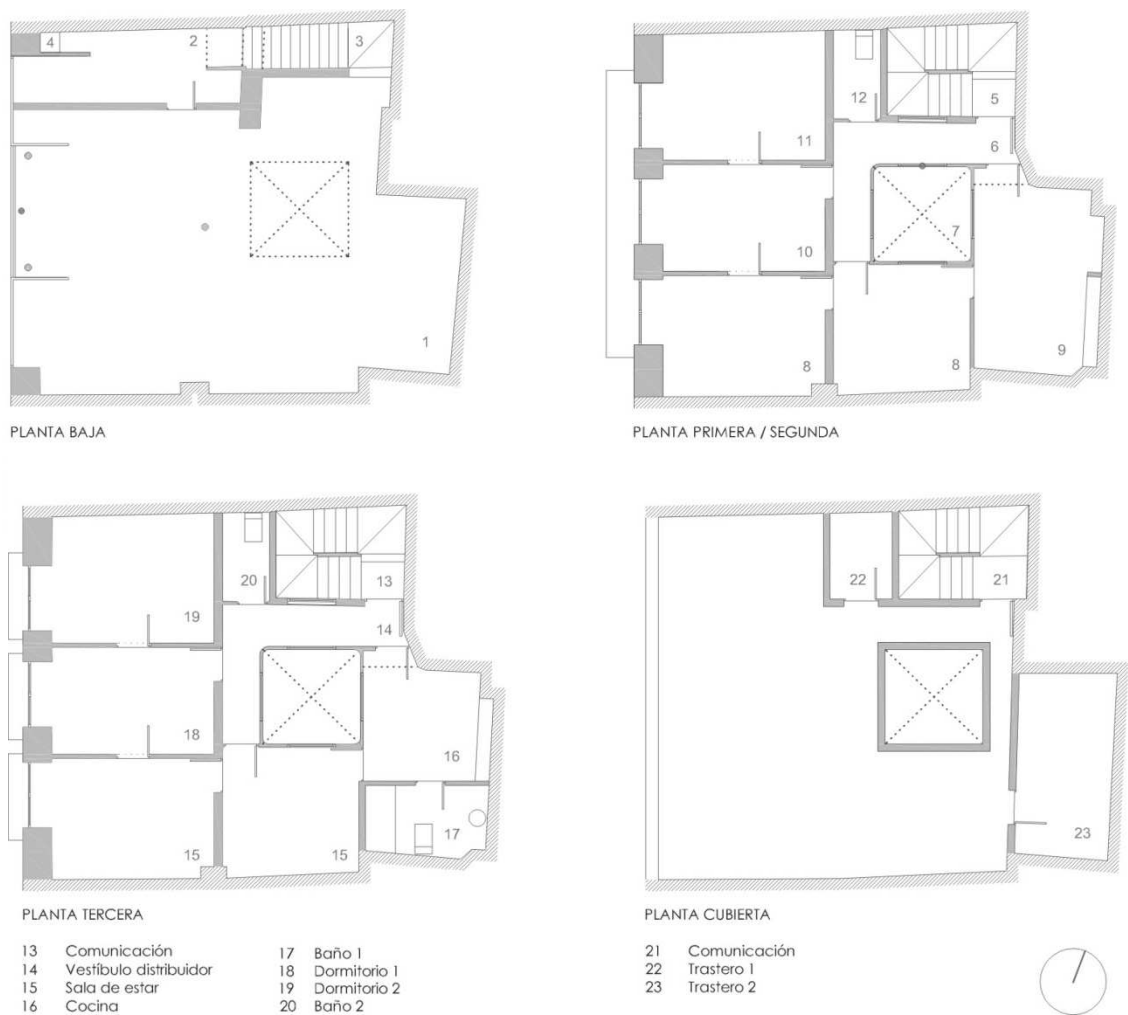 4
2
3
1
PLANTA BAJA
12
5
11
6
7
10
8
8
9
PLANTA PRIMERA / SEGUNDA
20
13
19
14
18
16
15
15
17
PLANTA TERCERA
13 Comunicación
14 Vestíbulo distribuidor
15 Sala de estar
16 Cocina
17 Baño 1
18 Dormitorio 1
19 Dormitorio 2
20 Baño 2
22
21
23
PLANTA CUBIERTA
21 Comunicación
22 Trastero 1
23 Trastero 2